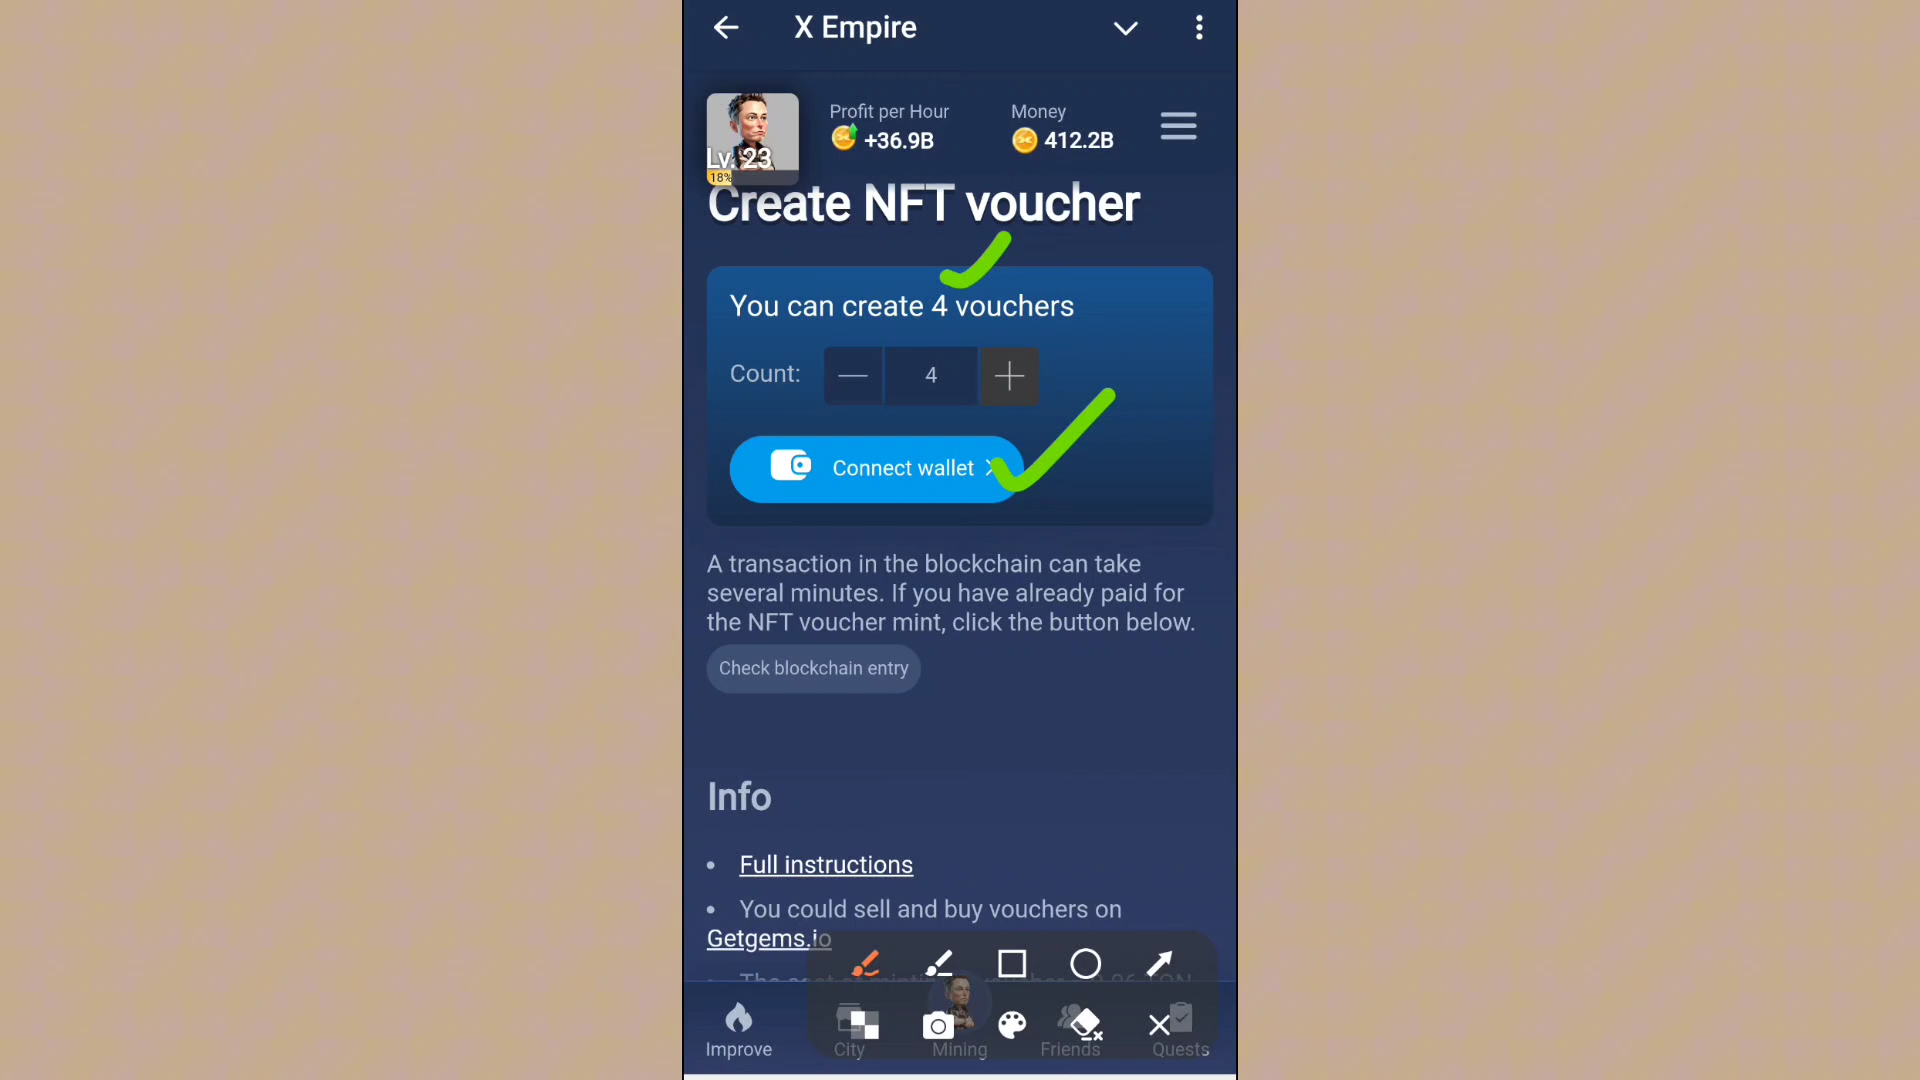 X Empire
Profit per Hour
+36.9B
Money
412.2B
Lv. 23
18%
Create NFT voucher
You can create 4 vouchers
Count:
4
Connect wallet
A transaction in the blockchain can take
several minutes. If you have already paid for
the NFT voucher mint, click the button below.
Check blockchain entry
Info
• Full instructions
• You could sell and buy vouchers on
Getgems.io
Improve
City
Mining
Friends
Quests